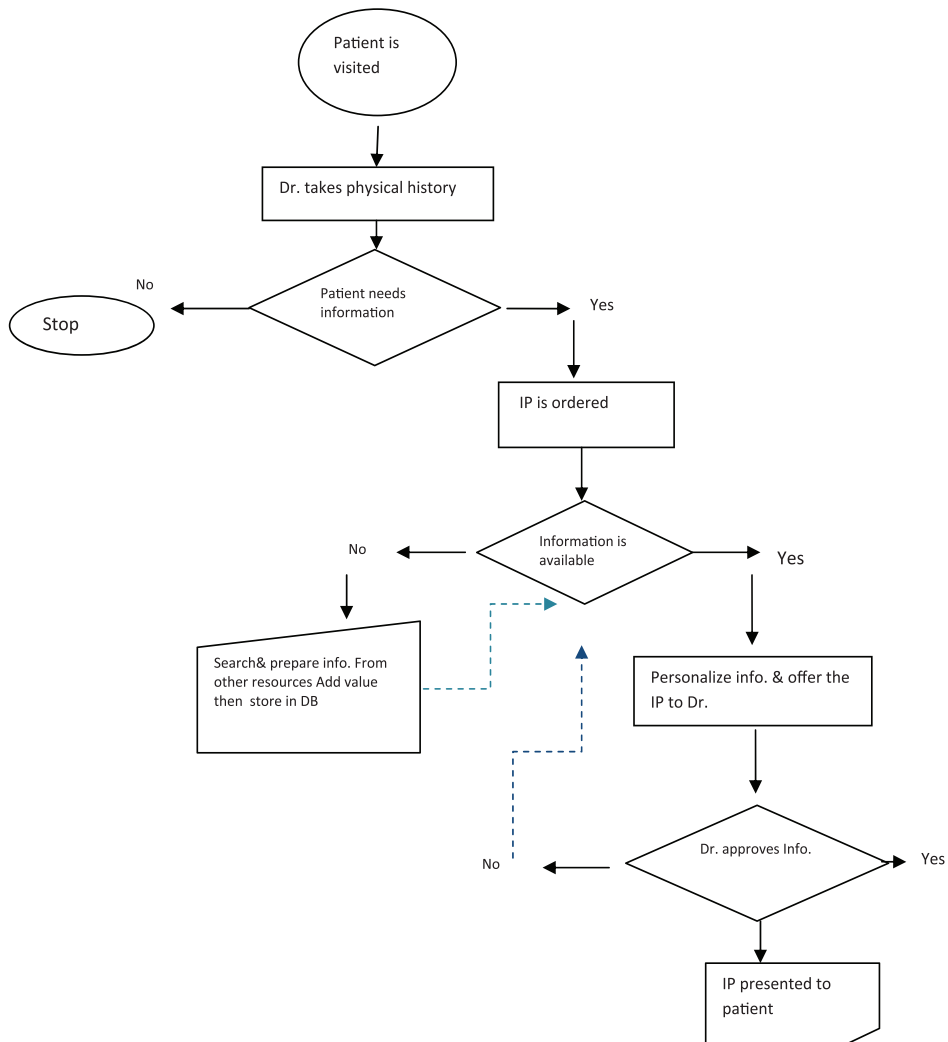 Patient is
visited
Dr. takes physical history
No
Patient needs
information
Yes
Stop
IP is ordered
No
Information is
available
Yes
Search& prepare info. From
other resources Add value
then  store in DB
Personalize info. & offer the
IP to Dr.
No
Dr. approves Info.
Yes
IP presented to
patient